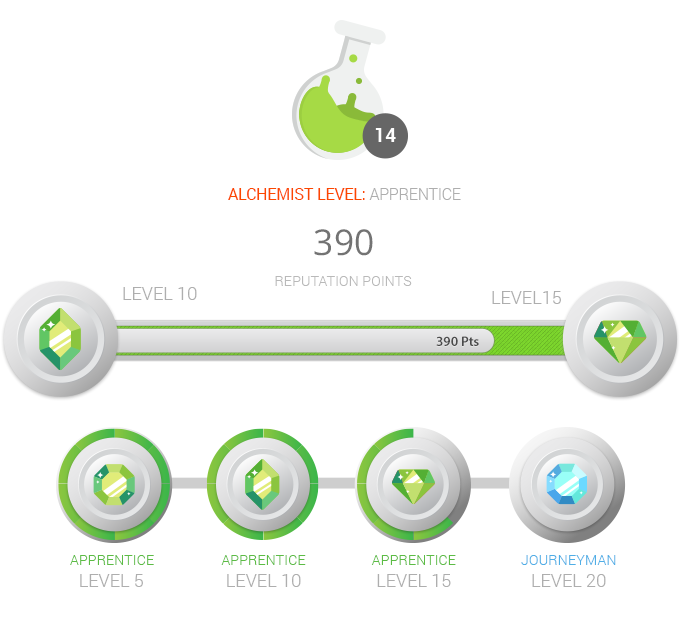 14
ALCHEMIST LEVEL: APPRENTICE
390
REPUTATION POINTS
LEVEL 10
LEVEL15
390 Pts
APPRENTICE
LEVEL 5
APPRENTICE
LEVEL 10
APPRENTICE
LEVEL 15
JOURNEYMAN
LEVEL 20